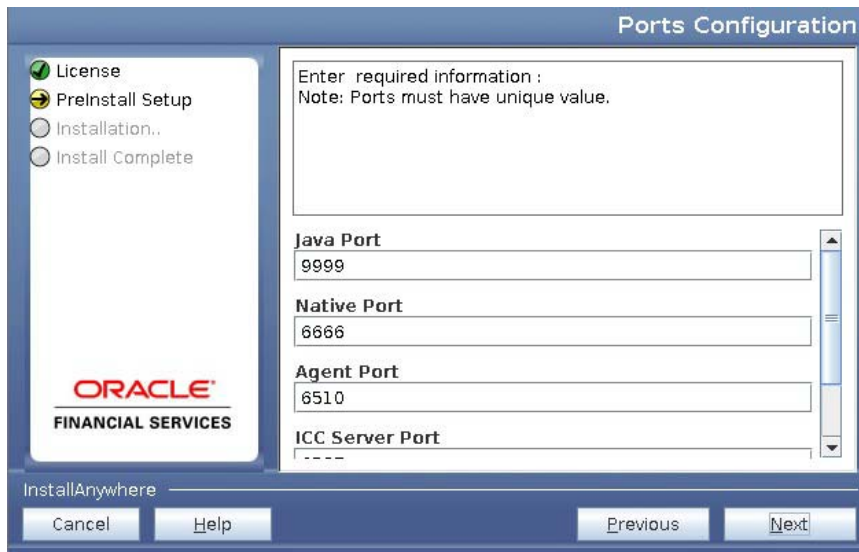 Ports Configuration
License
PreInstall Setup
Installation..
Install Complete
Enter required information :
Note: Ports must have unique value.
Java Port
9999
Native Port
6666
Agent Port
6510
ICC Server Port
ORACLE
FINANCIAL SERVICES
InstallAnywhere
Cancel
Help
Previous
Next